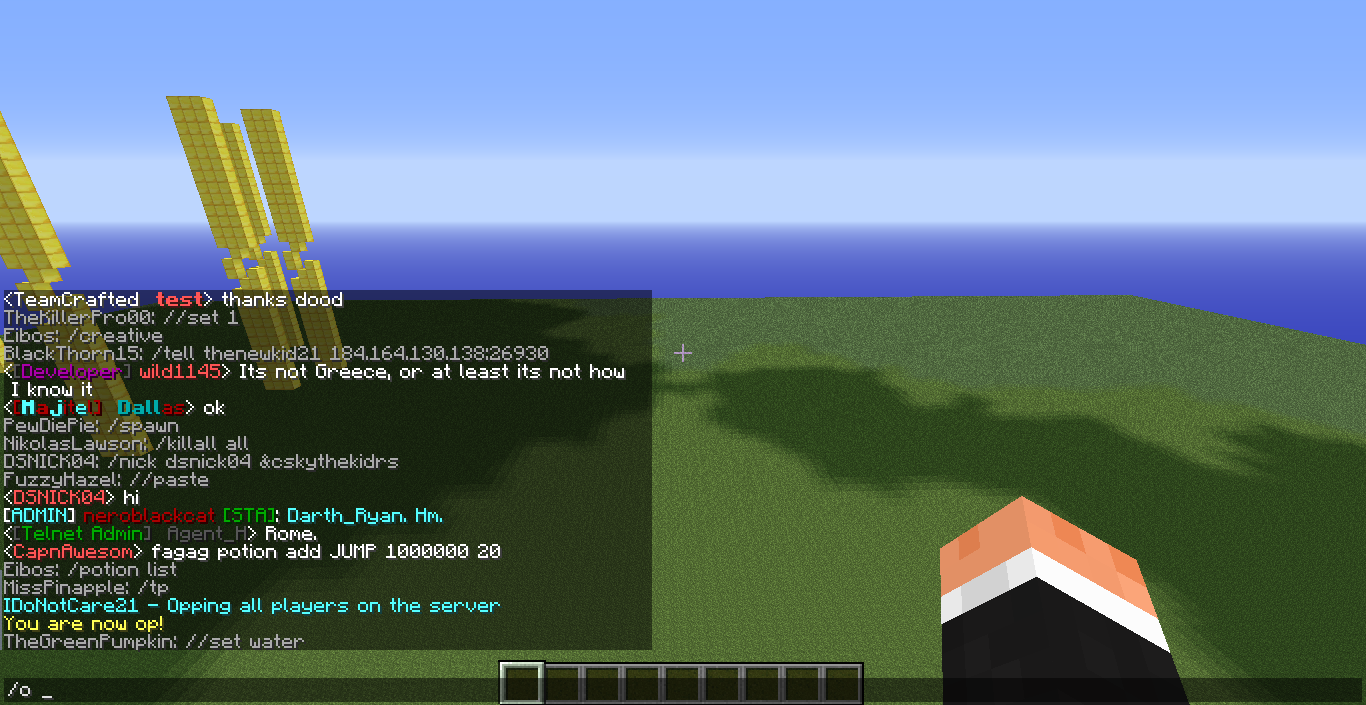 <TeamCrafted test> thanks dood
TheKillerPro00: //set 1
Eibos: /creative
BlackThorn15: /tell thenewkid21 184.164.130.138:26930
<[Developer] wild1145> Its not Greece, or at least its not how
I know it
<[Majitel] Dallas> ok
PewDiePie: /spawn
NikolasLawson: /killall all
DSNICK04: /nick dsnick04 &cskythekidrs
FuzzyHazel: //paste
<DSNICK04> hi
[ADMIN] neroblackcat [STA]: Darth_Ryan. Hm.
<[Telnet Admin] Agent_H> Rome.
<CapnAwesom> fagag potion add JUMP 1000000 20
Eibos: /potion list
MissPinapple: /tp
IDoNotCare21 - Opping all players on the server
You are now op!
TheGreenPumpkin: //set water
/o _